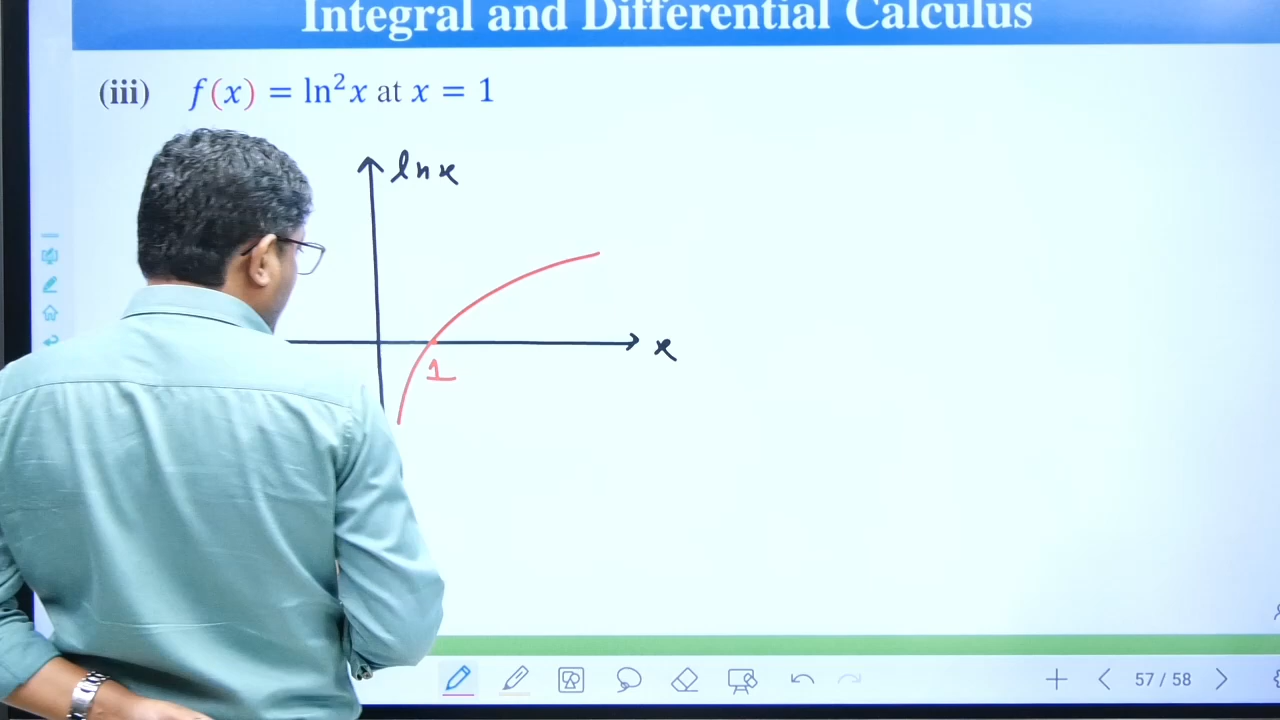 Integral and Differential Calculus
(iii) f(x) = ln²x at x = 1
ln x
x
1
57 / 58